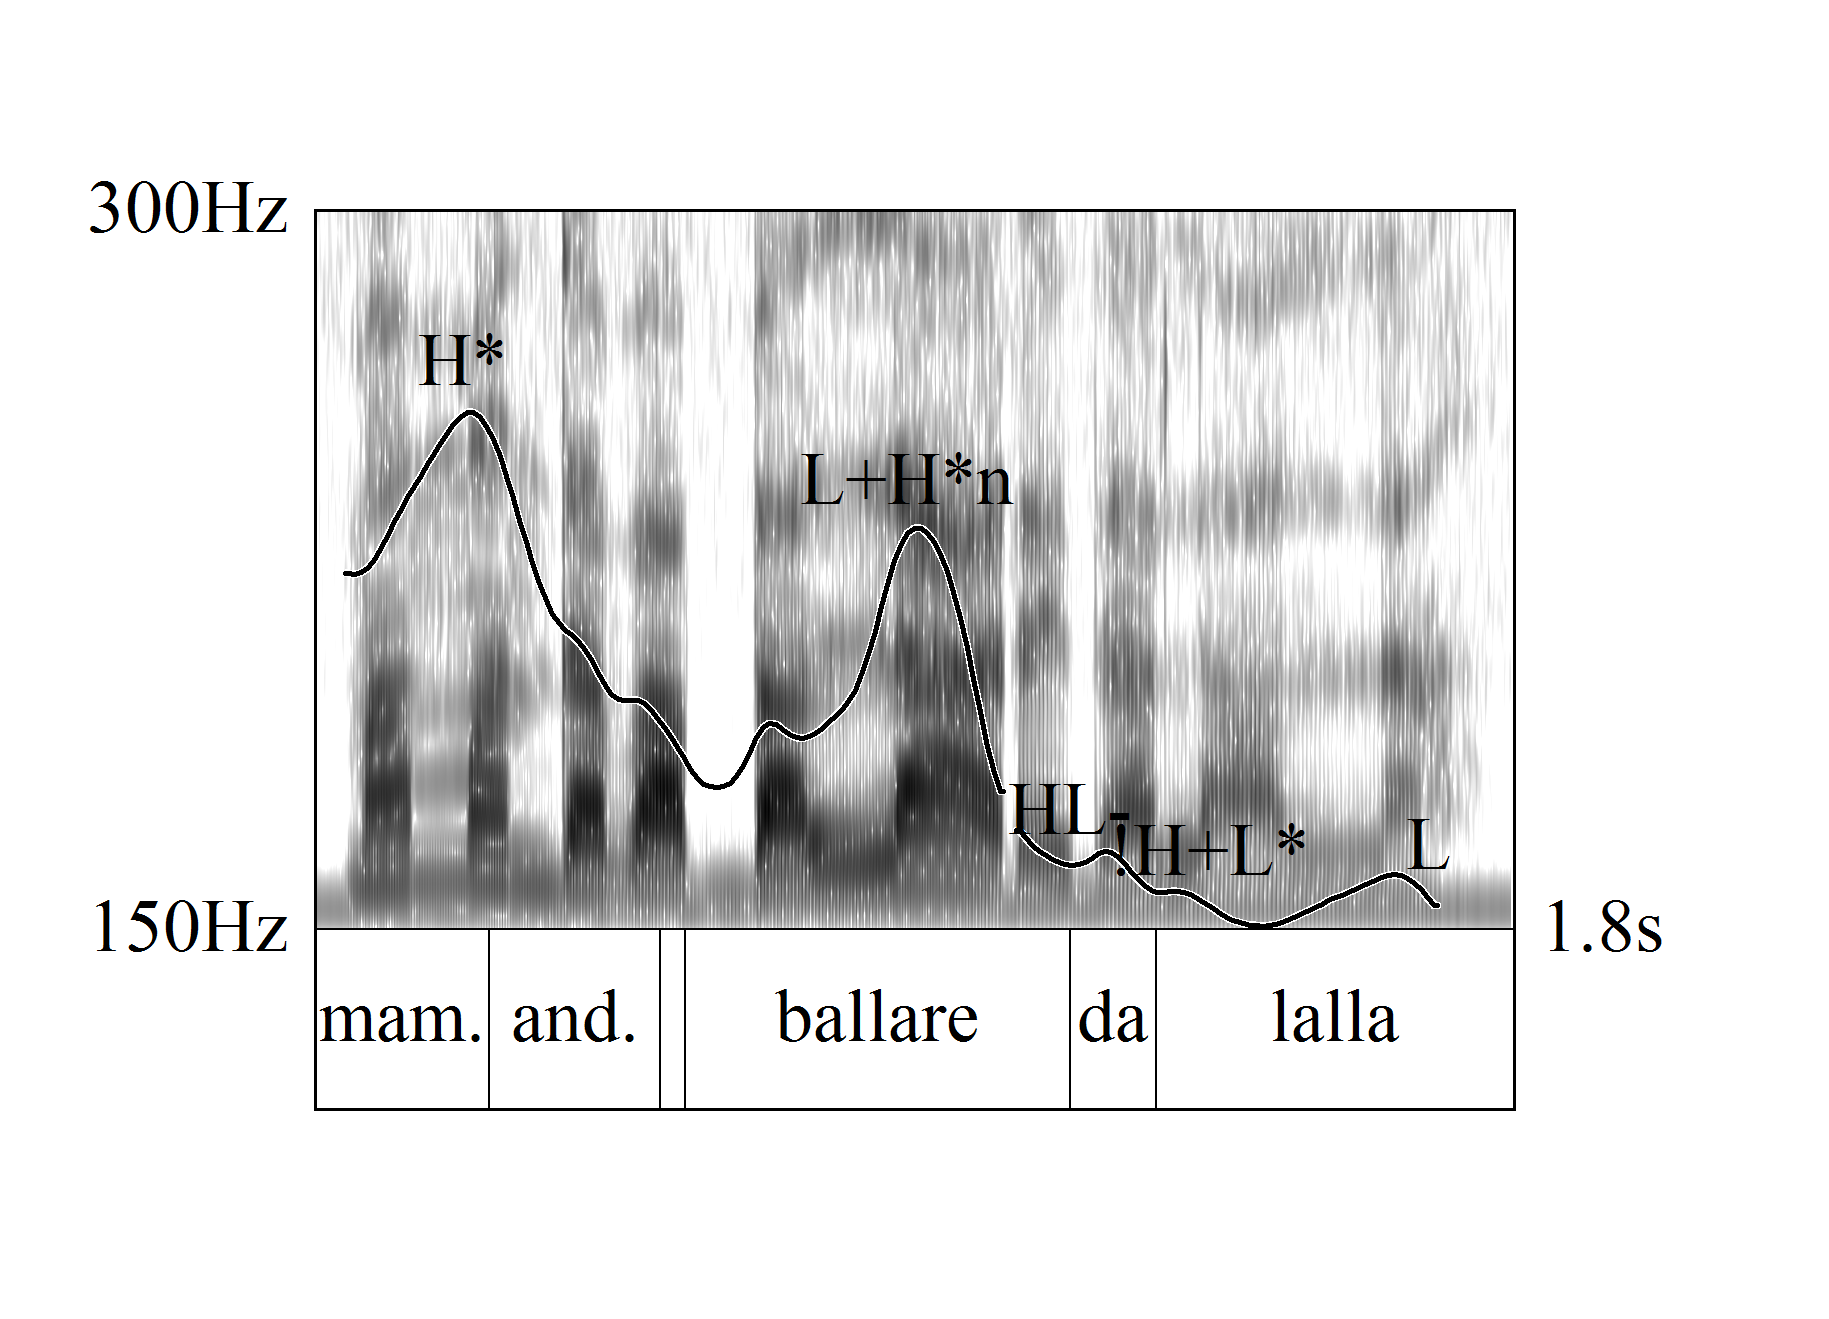 300Hz
H*
L+H*n
HL-
!H+L*
L
150Hz
1.8s
mam. and. ballare da lalla